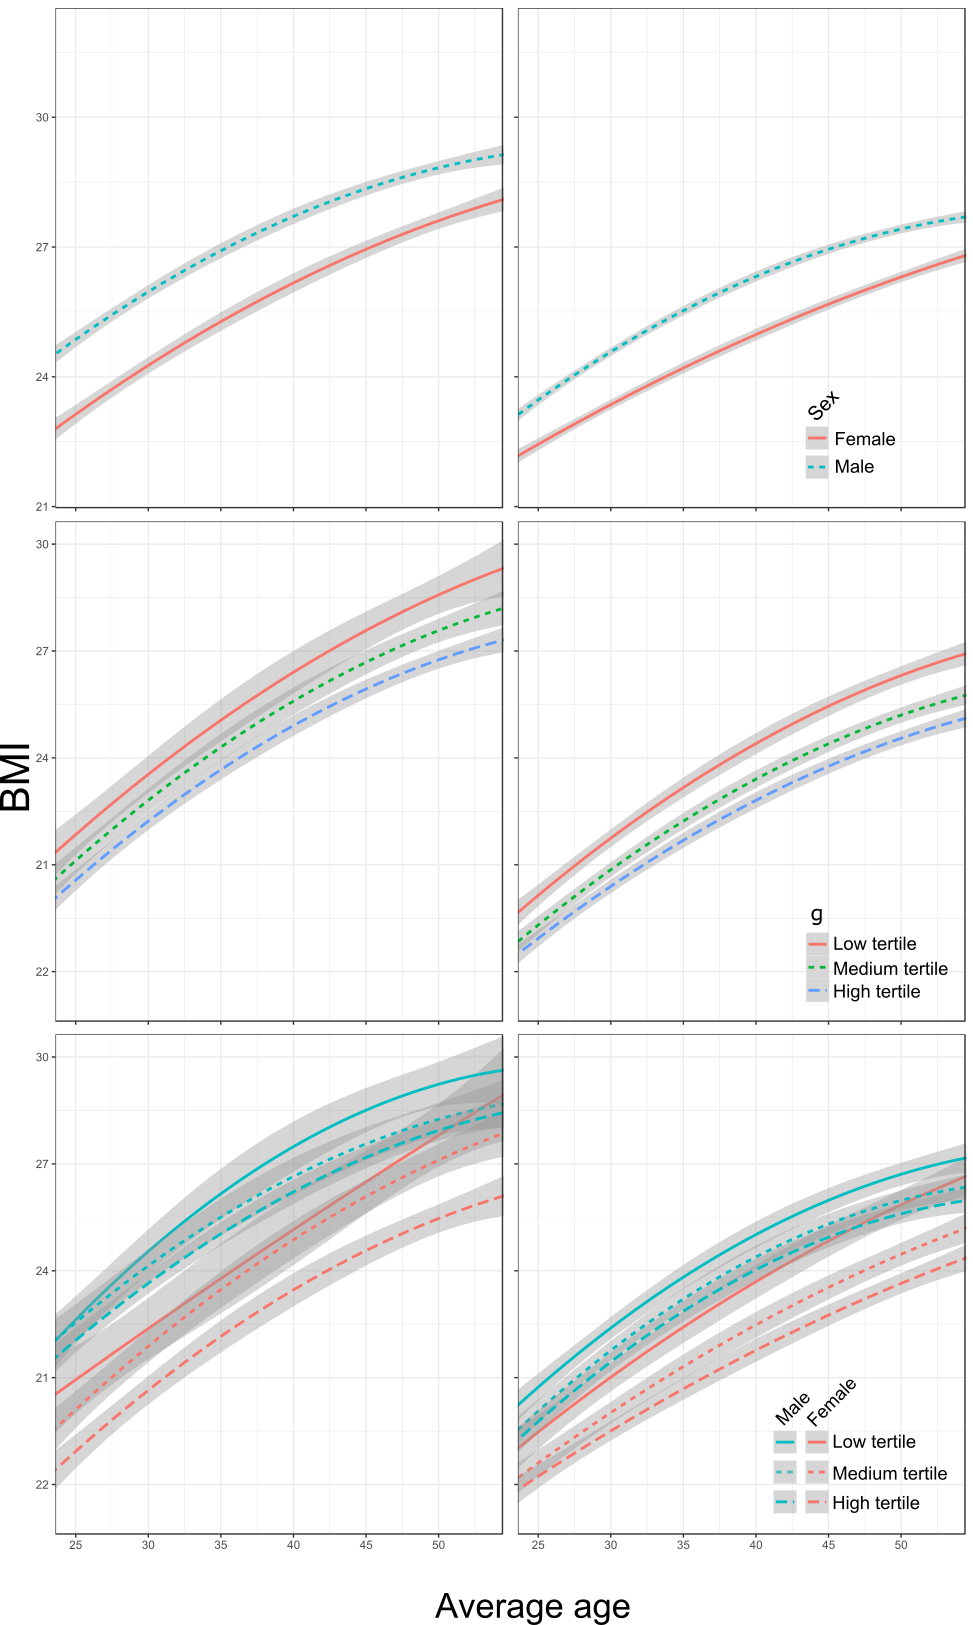 30
27
24
21
Sex
Female
Male
30
27
24
21
22
BMI
g
Low tertile
Medium tertile
High tertile
30
27
24
21
22
Male Female
Low tertile
Medium tertile
High tertile
25 30 35 40 45 50 25 30 35 40 45 50
Average age